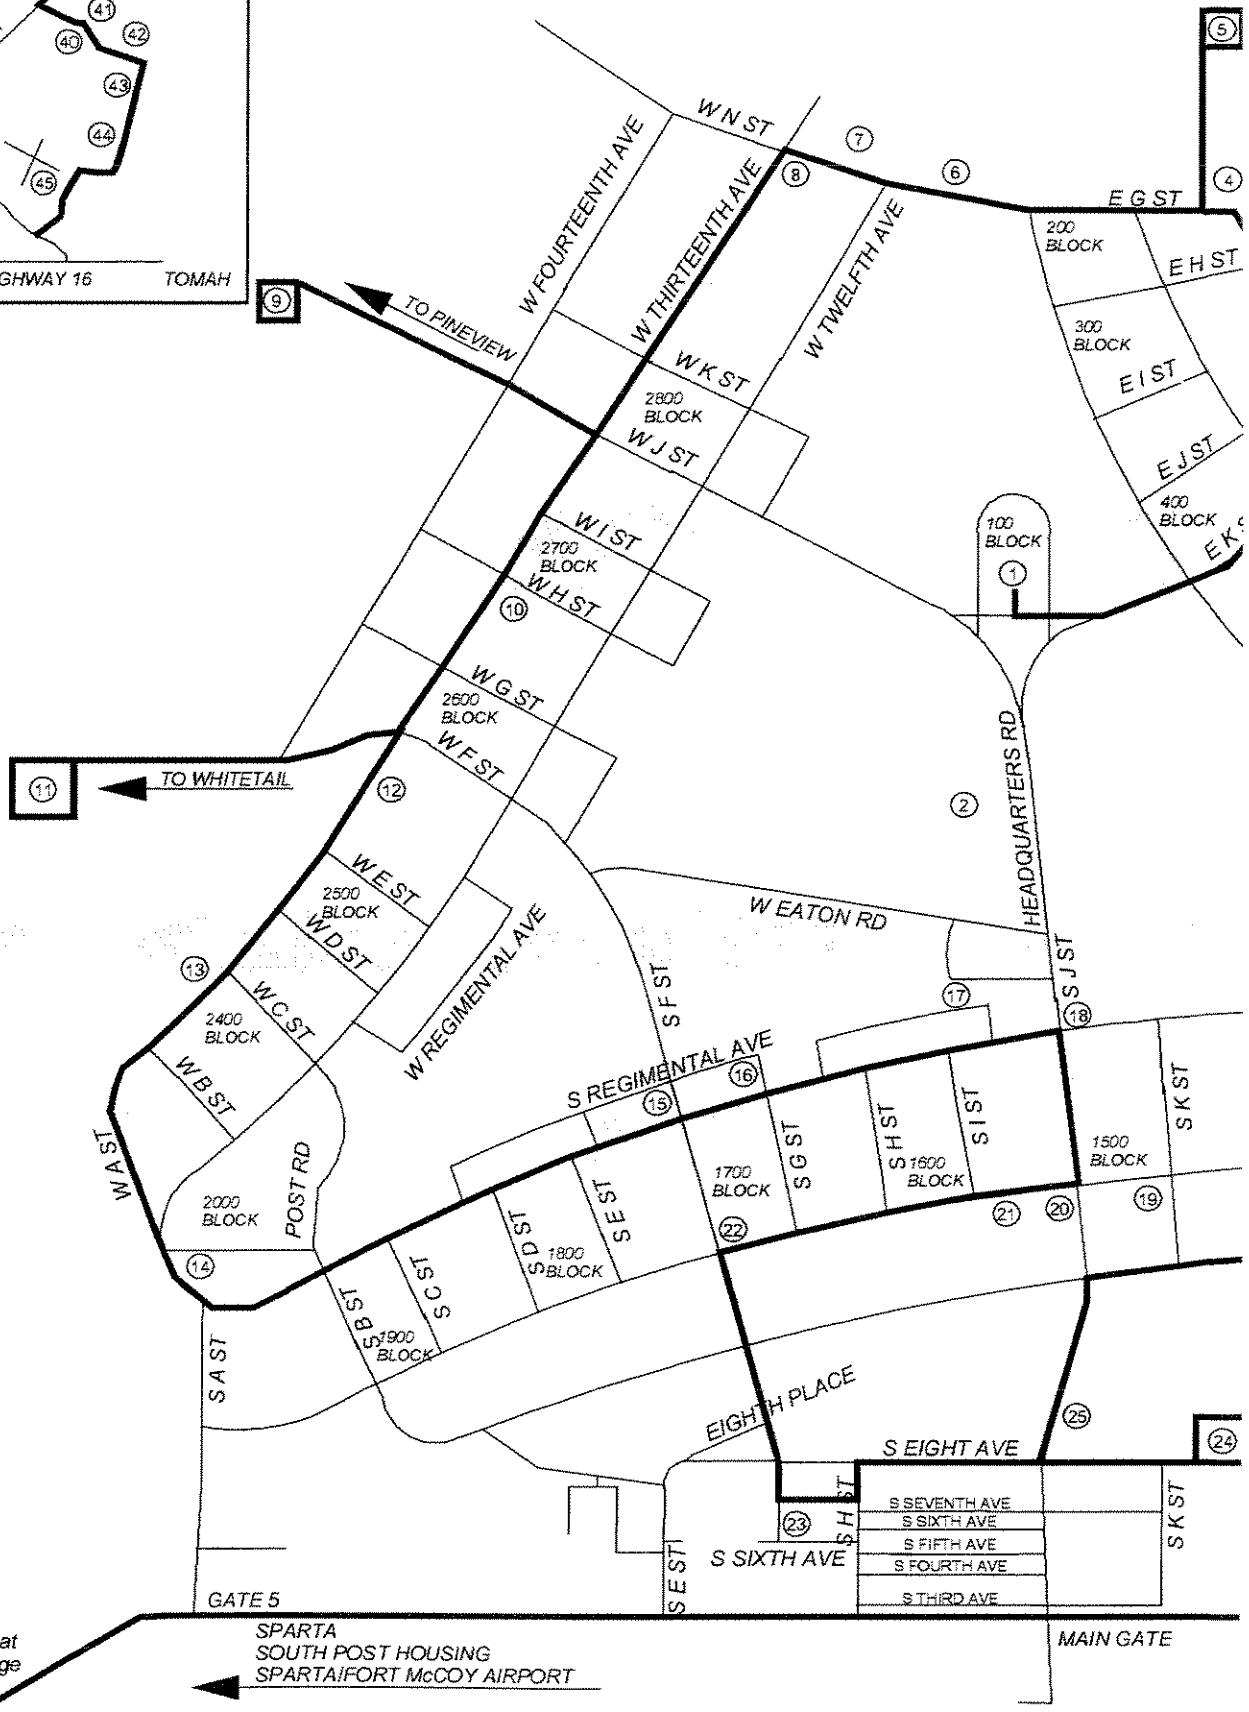 41
40
42
43
44
45
GHWAY 16
TOMAH
5
W N ST
7
8
6
4
E G ST
200
BLOCK
E H ST
W FOURTEENTH AVE
W THIRTEENTH AVE
W TWELFTH AVE
9
TO PINEVIEW
300
BLOCK
E I ST
W K ST
2800
BLOCK
W J ST
E J ST
400
BLOCK
E K S
100
BLOCK
W I ST
2700
BLOCK
W H ST
1
10
W G ST
2600
BLOCK
W F ST
HEADQUARTERS RD
11
TO WHITETAIL
12
2
W E ST
2500
BLOCK
W D ST
W EATON RD
W REGIMENTAL AVE
13
W C ST
2400
BLOCK
W B ST
S F ST
S J ST
17
18
S REGIMENTAL AVE
16
15
S K ST
W A ST
POST RD
2000
BLOCK
1700
BLOCK
S G ST
S H ST
1600
BLOCK
S I ST
1500
BLOCK
19
20
21
22
14
S E ST
S D ST
1800
BLOCK
S C ST
S B ST
1900
BLOCK
S A ST
EIGHTH PLACE
25
24
S EIGHT AVE
S H ST
S SEVENTH AVE
S SIXTH AVE
S FIFTH AVE
S FOURTH AVE
S THIRD AVE
S K ST
23
S SIXTH AVE
S E ST
GATE 5
SPARTA
SOUTH POST HOUSING
SPARTA/FORT McCOY AIRPORT
MAIN GATE
at
ge